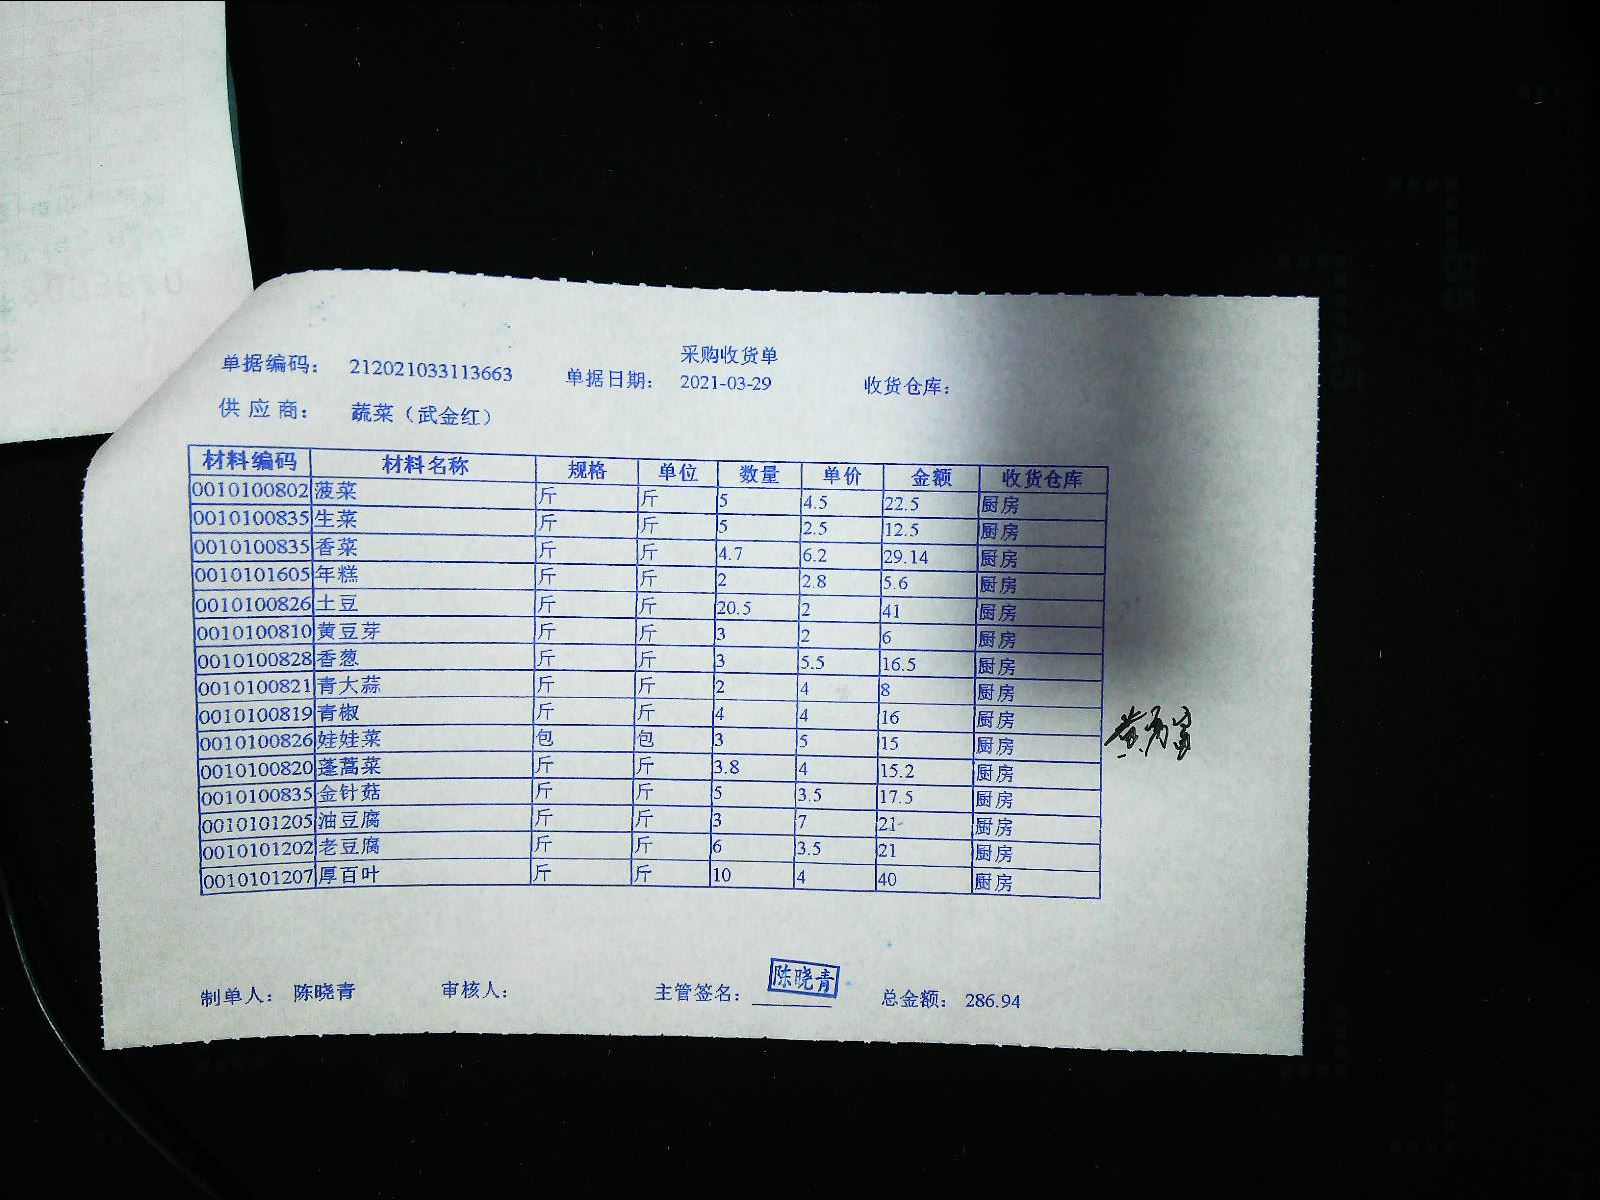 采购收货单
单据编码： 212021033113663 单据日期： 2021-03-29 收货仓库：
供 应 商： 蔬菜（武金红）
材料编码 材料名称 规格 单位 数量 单价 金额 收货仓库
0010100802 菠菜 斤 斤 5 4.5 22.5 厨房
0010100835 生菜 斤 斤 5 2.5 12.5 厨房
0010100835 香菜 斤 斤 4.7 6.2 29.14 厨房
0010101605 年糕 斤 斤 2 2.8 5.6 厨房
0010100826 土豆 斤 斤 20.5 2 41 厨房
0010100810 黄豆芽 斤 斤 3 2 6 厨房
0010100828 香葱 斤 斤 3 5.5 16.5 厨房
0010100821 青大蒜 斤 斤 2 4 8 厨房
0010100819 青椒 斤 斤 4 4 16 厨房
0010100826 娃娃菜 包 包 3 5 15 厨房
0010100820 蓬蒿菜 斤 斤 3.8 4 15.2 厨房
0010100835 金针菇 斤 斤 5 3.5 17.5 厨房
0010101205 油豆腐 斤 斤 3 7 21 厨房
0010101202 老豆腐 斤 斤 6 3.5 21 厨房
0010101207 厚百叶 斤 斤 10 4 40 厨房
制单人： 陈晓青 审核人： 主管签名： 陈晓青 总金额： 286.94